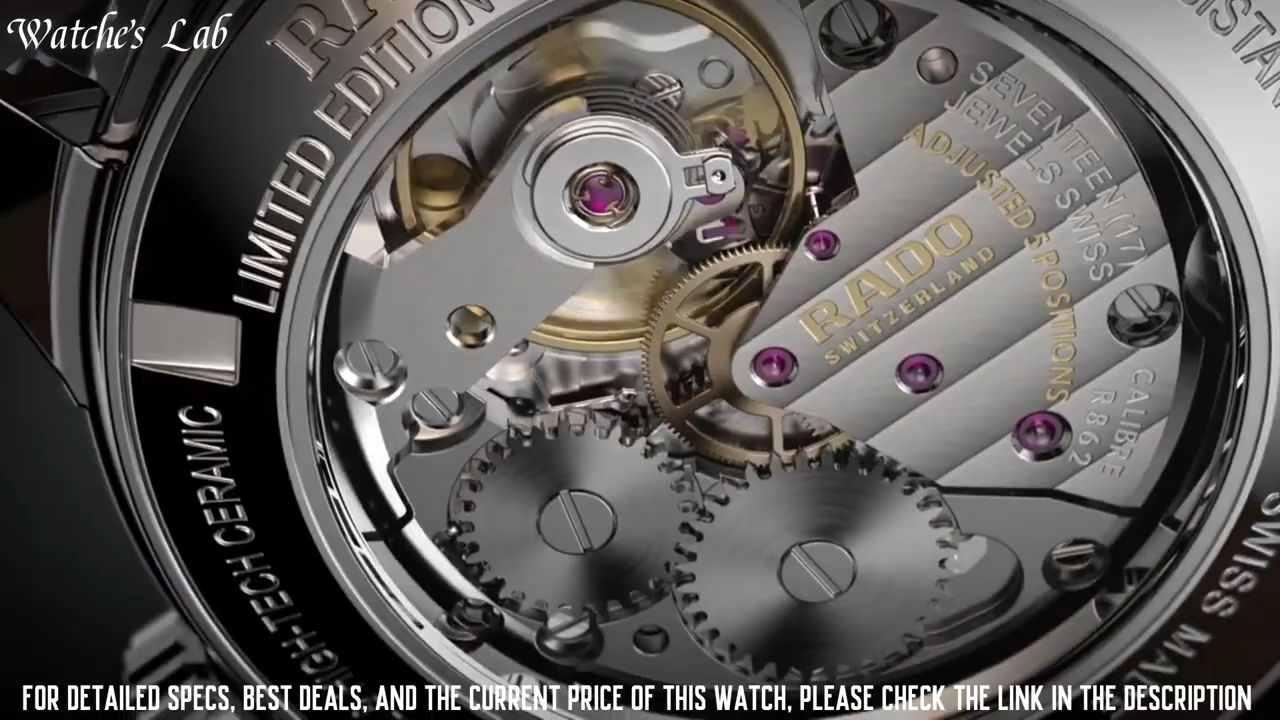 Watche's Lab
LIMITED EDITION
SEVENTEEN (17)
JEWELS SWISS
ADJUSTED 5 POSITIONS
RADO
SWITZERLAND
CALIBRE
R862
HIGH-TECH CERAMIC
SWISS
FOR DETAILED SPECS, BEST DEALS, AND THE CURRENT PRICE OF THIS WATCH, PLEASE CHECK THE LINK IN THE DESCRIPTION